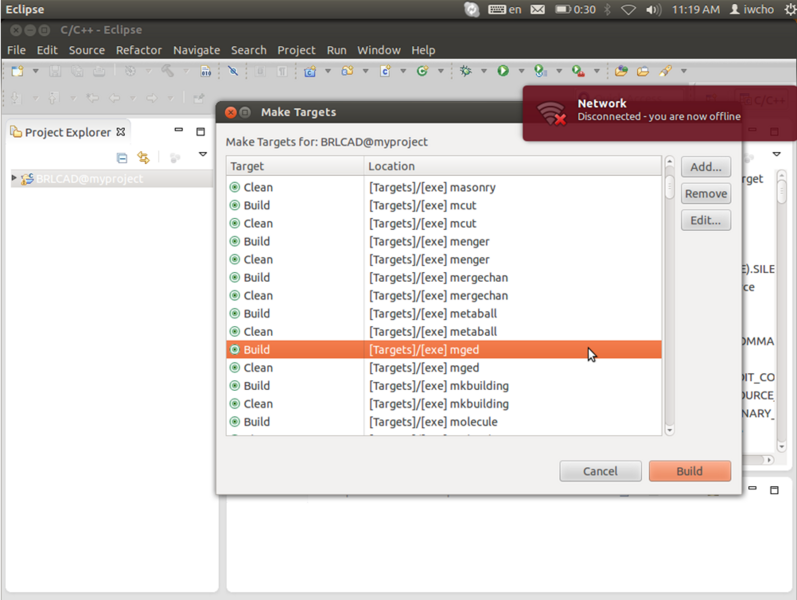 Eclipse en 0:30 11:19 AM iwcho
C/C++ - Eclipse
File Edit Source Refactor Navigate Search Project Run Window Help
Network
Disconnected - you are now offline
C/C++
Make Targets
Project Explorer
Make Targets for: BRLCAD@myproject
Target Location
BRLCAD@myproject
Clean [Targets]/[exe] masonry
Build [Targets]/[exe] mcut
Clean [Targets]/[exe] mcut
Build [Targets]/[exe] menger
Clean [Targets]/[exe] menger
Build [Targets]/[exe] mergechan
Clean [Targets]/[exe] mergechan
Build [Targets]/[exe] metaball
Clean [Targets]/[exe] metaball
Build [Targets]/[exe] mged
Clean [Targets]/[exe] mged
Build [Targets]/[exe] mkbuilding
Clean [Targets]/[exe] mkbuilding
Build [Targets]/[exe] molecule
Add...
Remove
Edit...
Cancel Build
rget
E).SILE
ce
OMMA
DIT_CO
OURCE_
NARY_